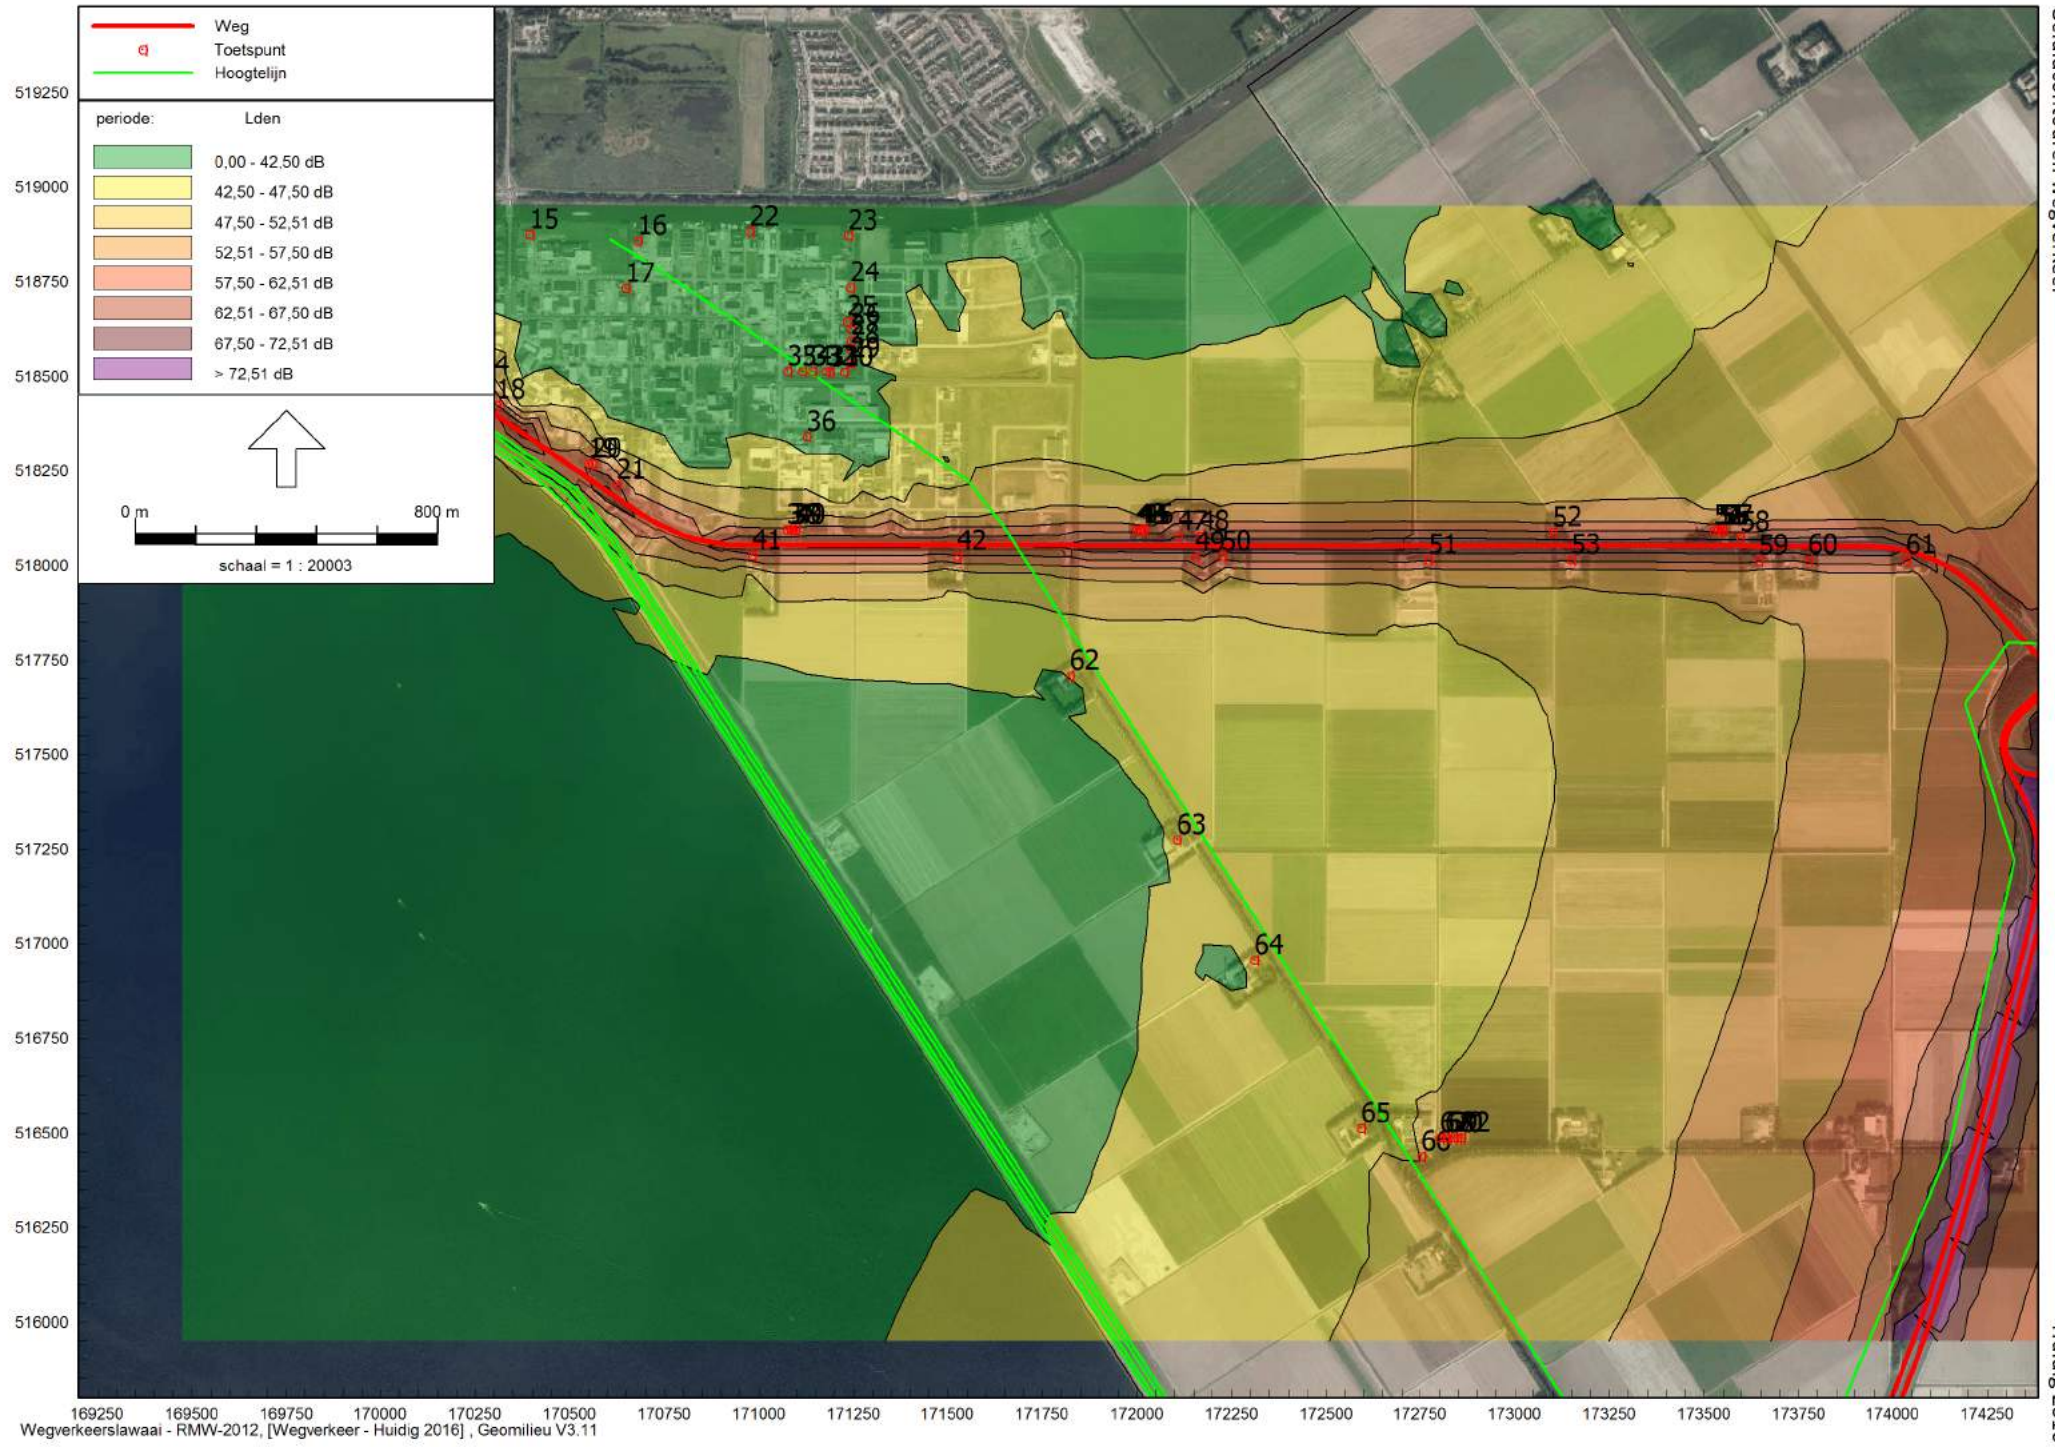 Weg
Toetspunt
Hoogtelijn
periode: Lden
0,00 - 42,50 dB
42,50 - 47,50 dB
47,50 - 52,51 dB
52,51 - 57,50 dB
57,50 - 62,51 dB
62,51 - 67,50 dB
67,50 - 72,51 dB
> 72,51 dB
0 m 800 m
schaal = 1 : 20003
519250
519000
518750
518500
518250
518000
517750
517500
517250
517000
516750
516500
516250
516000
15 16 22 23
17 24
25
4
18
36
20
21
41 42 47 48 50 51 52 53 58 59 60 61
62
63
64
65
66
169250 169500 169750 170000 170250 170500 170750 171000 171250 171500 171750 172000 172250 172500 172750 173000 173250 173500 173750 174000 174250
Wegverkeerslawaai - RMW-2012, [Wegverkeer - Huidig 2016] , Geomilieu V3.11